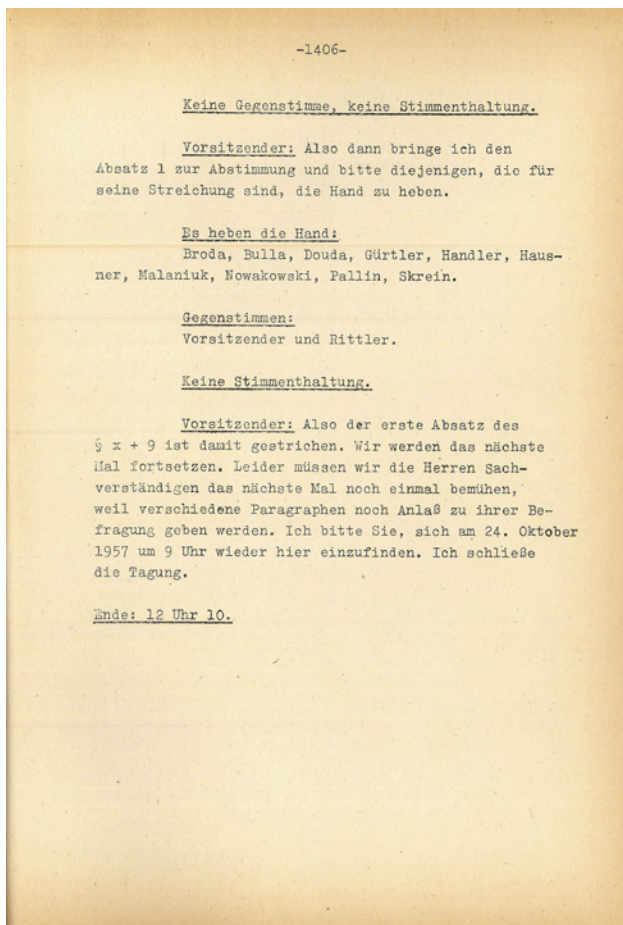 -1406-
Keine Gegenstimme, keine Stimmenthaltung.
Vorsitzender: Also dann bringe ich den
Absatz 1 zur Abstimmung und bitte diejenigen, die für
seine Streichung sind, die Hand zu heben.
Es heben die Hand:
Broda, Bulla, Douda, Gürtler, Handler, Haus-
ner, Malaniuk, Nowakowski, Pallin, Skrein.
Gegenstimmen:
Vorsitzender und Rittler.
Keine Stimmenthaltung.
Vorsitzender: Also der erste Absatz des
§ x + 9 ist damit gestrichen. Wir werden das nächste
Mal fortsetzen. Leider müssen wir die Herren Sach-
verständigen das nächste Mal noch einmal bemühen,
weil verschiedene Paragraphen noch Anlaß zu ihrer Be-
fragung geben werden. Ich bitte Sie, sich am 24. Oktober
1957 um 9 Uhr wieder hier einzufinden. Ich schließe
die Tagung.
Ende: 12 Uhr 10.